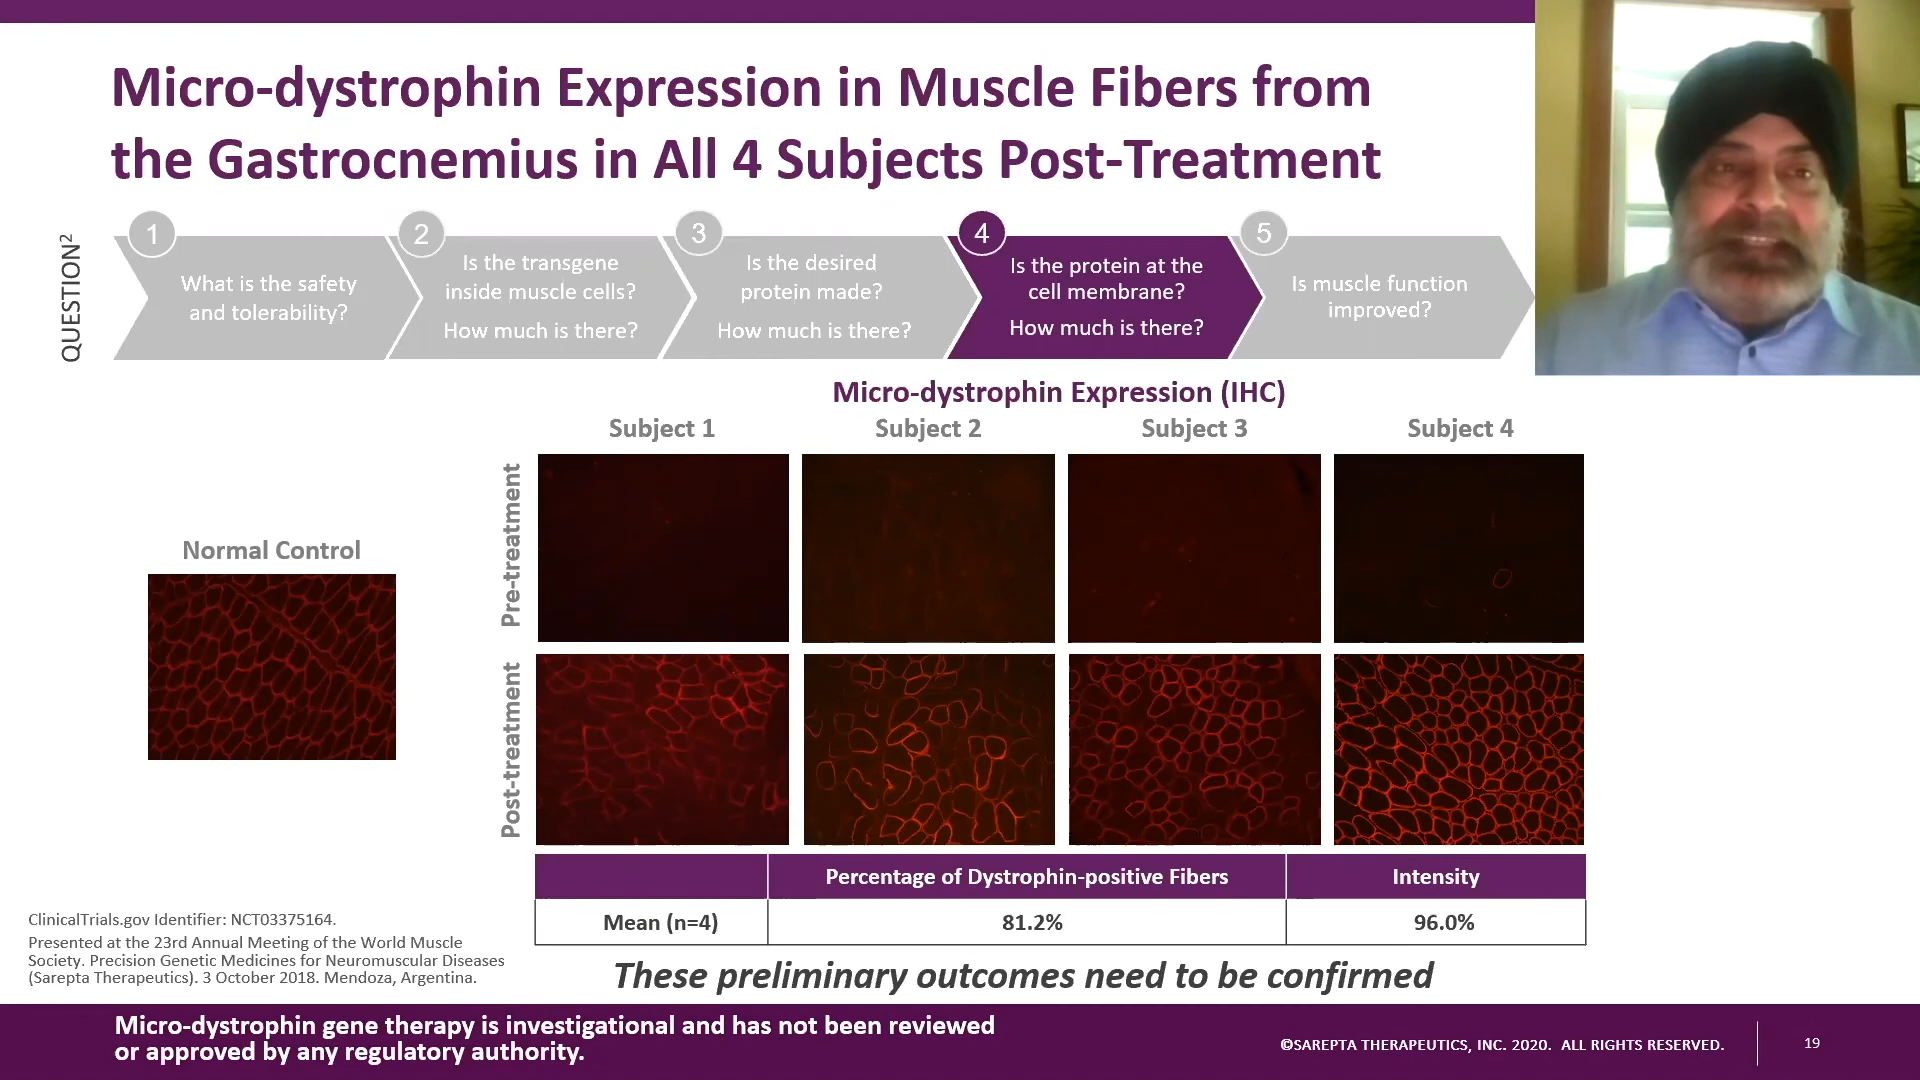 Micro-dystrophin Expression in Muscle Fibers from
the Gastrocnemius in All 4 Subjects Post-Treatment
QUESTION²
1
What is the safety
and tolerability?
2
Is the transgene
inside muscle cells?
How much is there?
3
Is the desired
protein made?
How much is there?
4
Is the protein at the
cell membrane?
How much is there?
5
Is muscle function
improved?
Micro-dystrophin Expression (IHC)
Subject 1 Subject 2 Subject 3 Subject 4
Pre-treatment
Normal Control
Post-treatment
Percentage of Dystrophin-positive Fibers Intensity
Mean (n=4) 81.2% 96.0%
ClinicalTrials.gov Identifier: NCT03375164.
Presented at the 23rd Annual Meeting of the World Muscle
Society. Precision Genetic Medicines for Neuromuscular Diseases
(Sarepta Therapeutics). 3 October 2018. Mendoza, Argentina.
These preliminary outcomes need to be confirmed
Micro-dystrophin gene therapy is investigational and has not been reviewed
or approved by any regulatory authority.
©SAREPTA THERAPEUTICS, INC. 2020. ALL RIGHTS RESERVED.
19